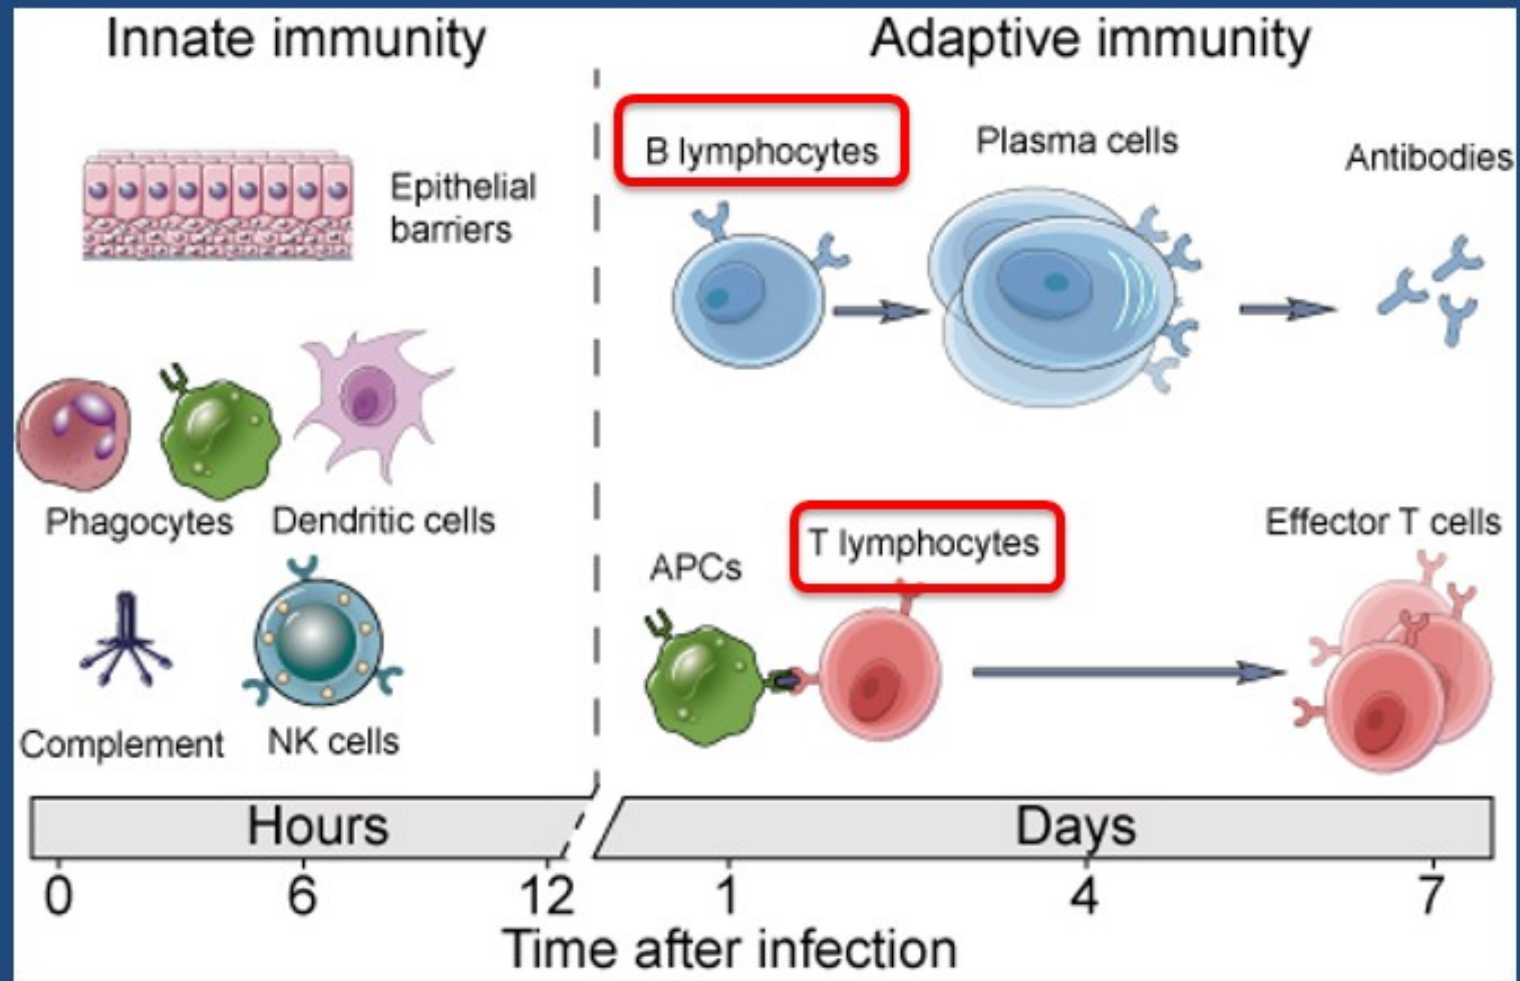 Innate immunity
Epithelial
barriers
Phagocytes
Dendritic cells
Complement
NK cells
Adaptive immunity
B lymphocytes
Plasma cells
Antibodies
APCs
T lymphocytes
Effector T cells
Hours
Days
0
6
12
1
4
7
Time after infection